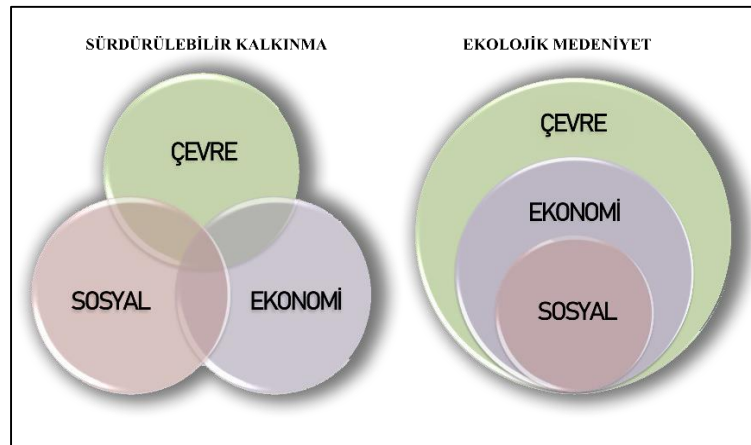 SÜRDÜRÜLEBİLİR KALKINMA
ÇEVRE
SOSYAL
EKONOMİ
EKOLOJİK MEDENİYET
ÇEVRE
EKONOMİ
SOSYAL